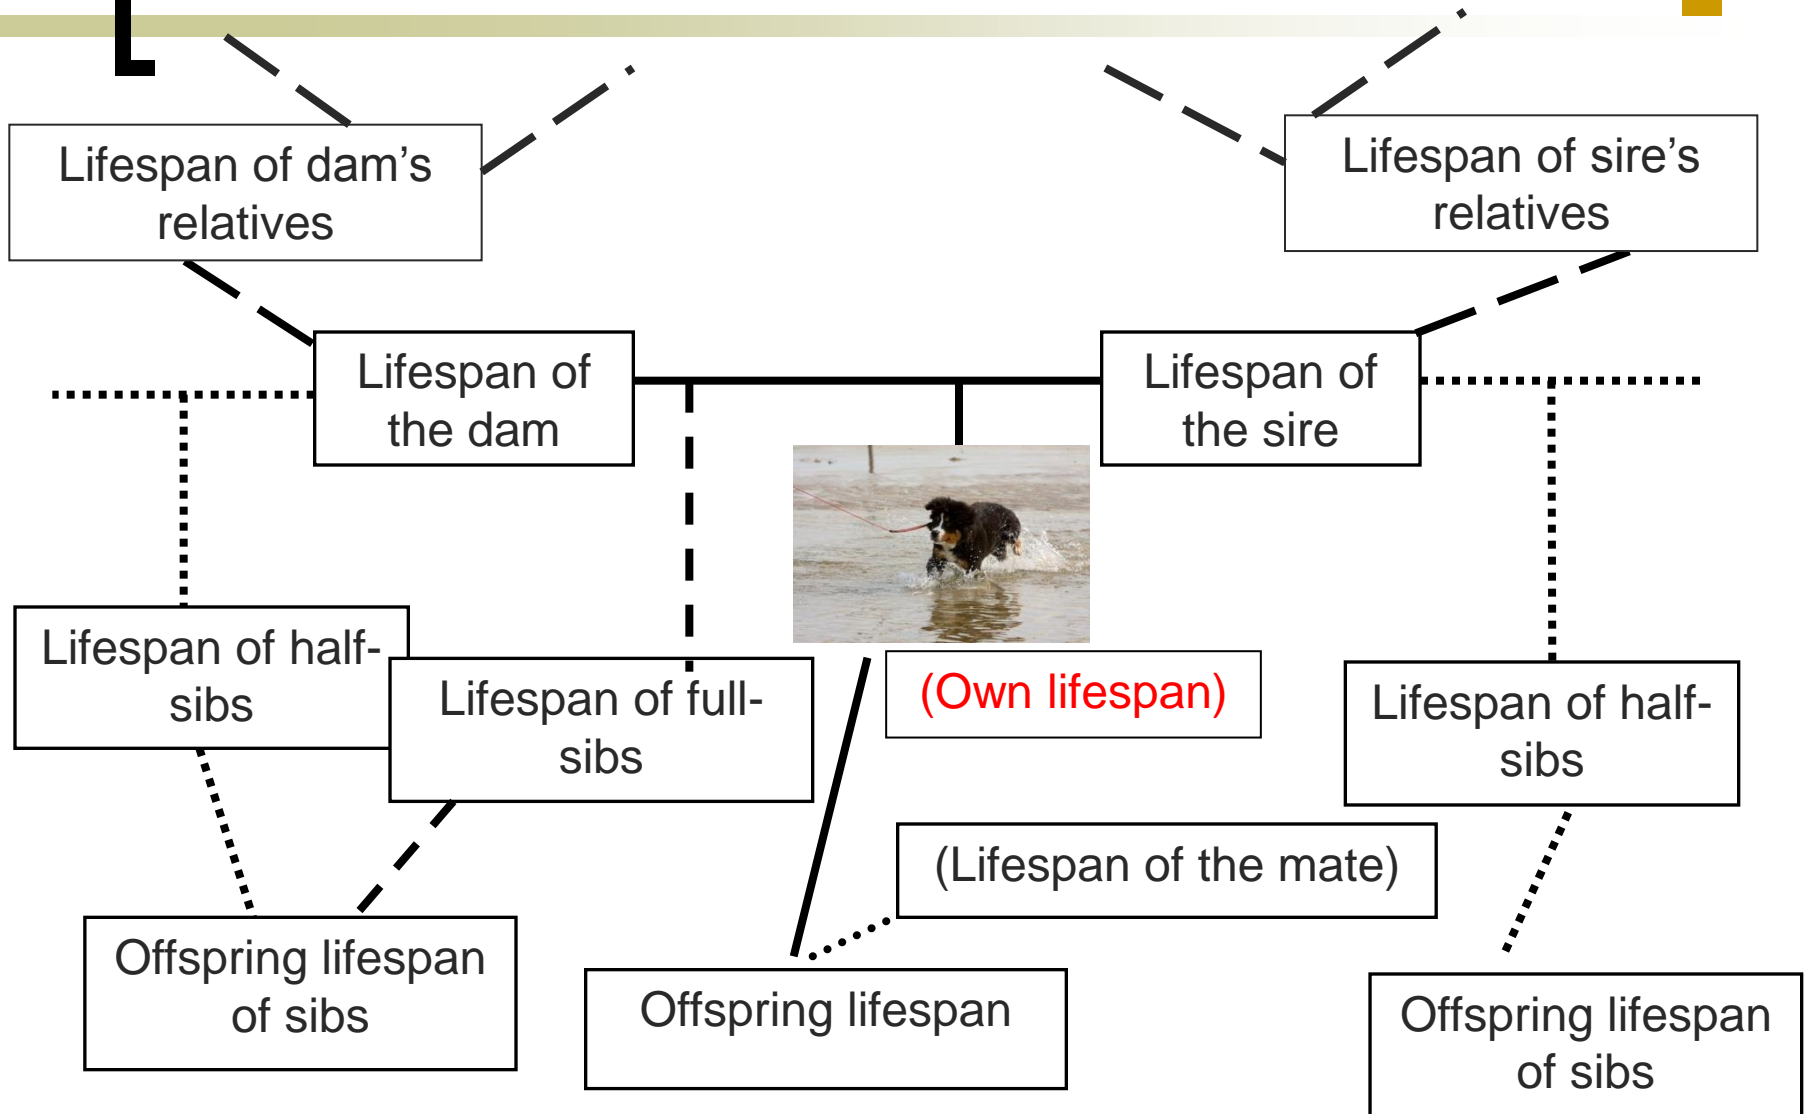 Lifespan of dam’s
relatives
Lifespan of sire’s
relatives
Lifespan of
the dam
Lifespan of
the sire
Lifespan of half-
sibs
Lifespan of full-
sibs
(Own lifespan)
Lifespan of half-
sibs
(Lifespan of the mate)
Offspring lifespan
of sibs
Offspring lifespan
Offspring lifespan
of sibs